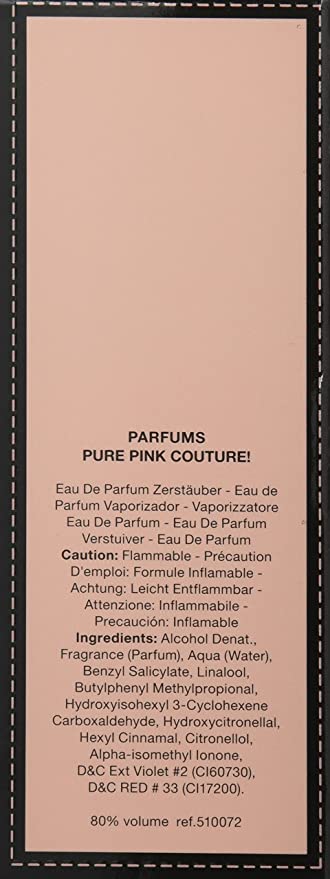 PARFUMS
PURE PINK COUTURE!
Eau De Parfum Zerstäuber - Eau de
Parfum Vaporizador - Vaporizzatore
Eau De Parfum - Eau De Parfum
Verstuiver - Eau De Parfum
Caution: Flammable - Précaution
D'emploi: Formule Inflamable -
Achtung: Leicht Entflammbar -
Attenzione: Inflammabile -
Precaución: Inflamable
Ingredients: Alcohol Denat.,
Fragrance (Parfum), Aqua (Water),
Benzyl Salicylate, Linalool,
Butylphenyl Methylpropional,
Hydroxyisohexyl 3-Cyclohexene
Carboxaldehyde, Hydroxycitronellal,
Hexyl Cinnamal, Citronellol,
Alpha-isomethyl Ionone,
D&C Ext Violet #2 (CI60730),
D&C RED # 33 (CI17200).
80% volume ref.510072